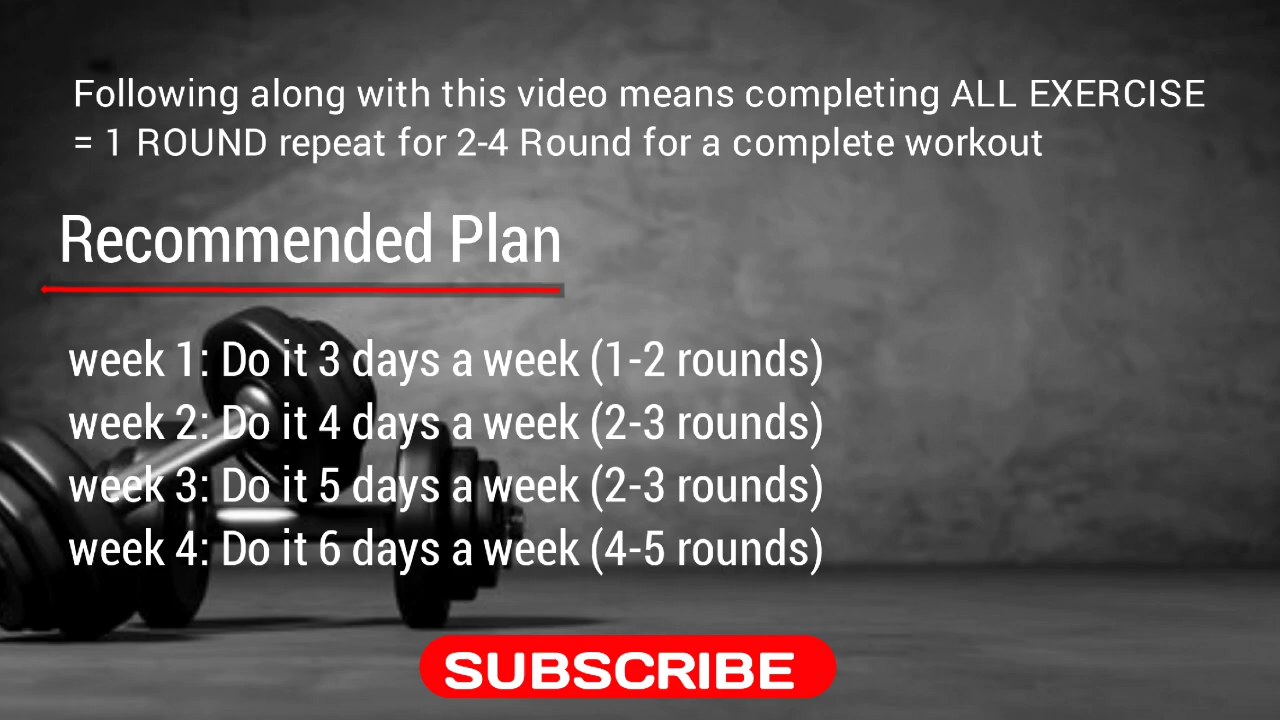 Following along with this video means completing ALL EXERCISE
= 1 ROUND repeat for 2-4 Round for a complete workout
Recommended Plan
week 1: Do it 3 days a week (1-2 rounds)
week 2: Do it 4 days a week (2-3 rounds)
week 3: Do it 5 days a week (2-3 rounds)
week 4: Do it 6 days a week (4-5 rounds)
SUBSCRIBE